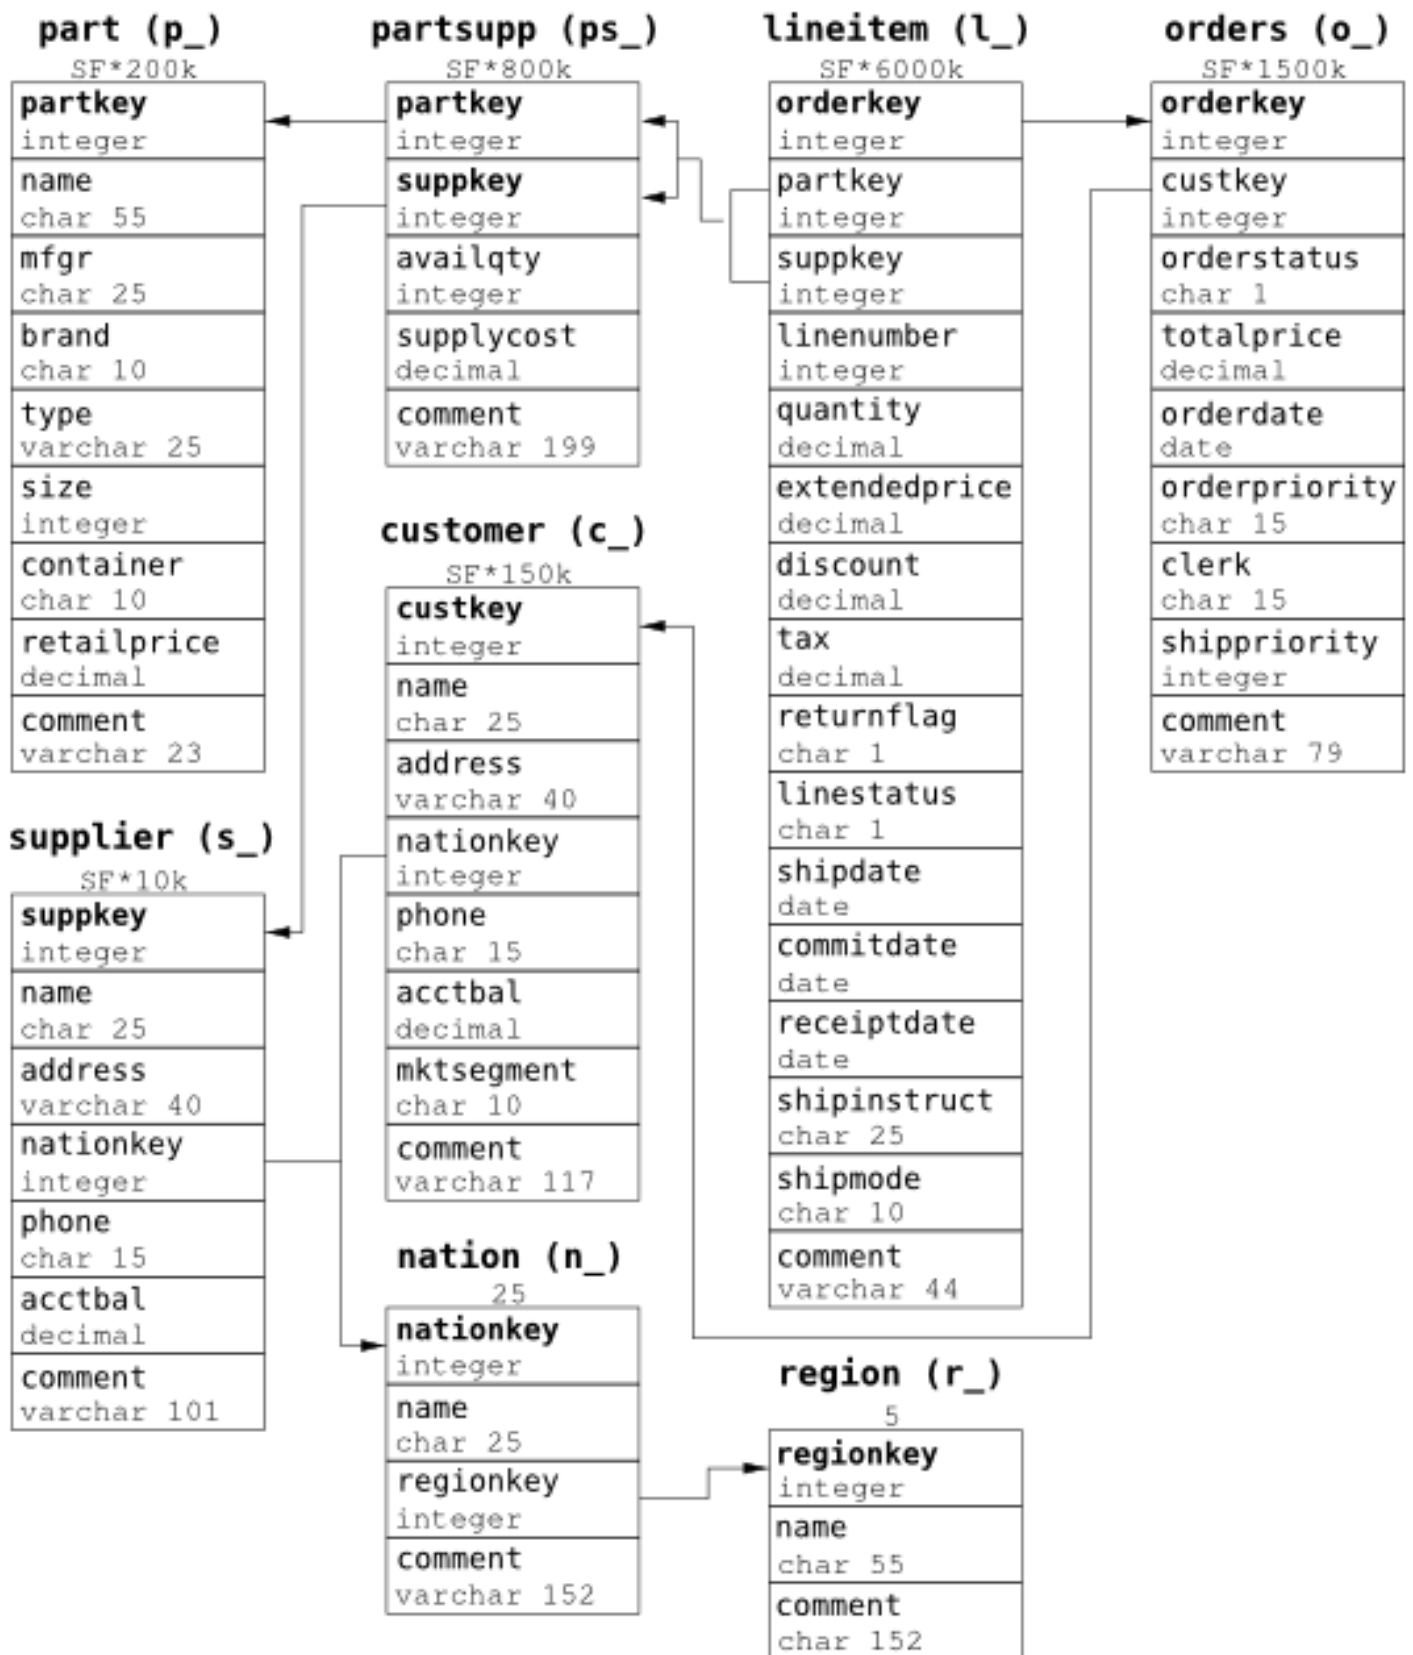 part (p_)
SF*200k
partkey
integer
name
char 55
mfgr
char 25
brand
char 10
type
varchar 25
size
integer
container
char 10
retailprice
decimal
comment
varchar 23
supplier (s_)
SF*10k
suppkey
integer
name
char 25
address
varchar 40
nationkey
integer
phone
char 15
acctbal
decimal
comment
varchar 101
partsupp (ps_)
SF*800k
partkey
integer
suppkey
integer
availqty
integer
supplycost
decimal
comment
varchar 199
customer (c_)
SF*150k
custkey
integer
name
char 25
address
varchar 40
nationkey
integer
phone
char 15
acctbal
decimal
mktsegment
char 10
comment
varchar 117
nation (n_)
25
nationkey
integer
name
char 25
regionkey
integer
comment
varchar 152
lineitem (l_)
SF*6000k
orderkey
integer
partkey
integer
suppkey
integer
linenumber
integer
quantity
decimal
extendedprice
decimal
discount
decimal
tax
decimal
returnflag
char 1
linestatus
char 1
shipdate
date
commitdate
date
receiptdate
date
shipinstruct
char 25
shipmode
char 10
comment
varchar 44
region (r_)
5
regionkey
integer
name
char 55
comment
char 152
orders (o_)
SF*1500k
orderkey
integer
custkey
integer
orderstatus
char 1
totalprice
decimal
orderdate
date
orderpriority
char 15
clerk
char 15
shippriority
integer
comment
varchar 79